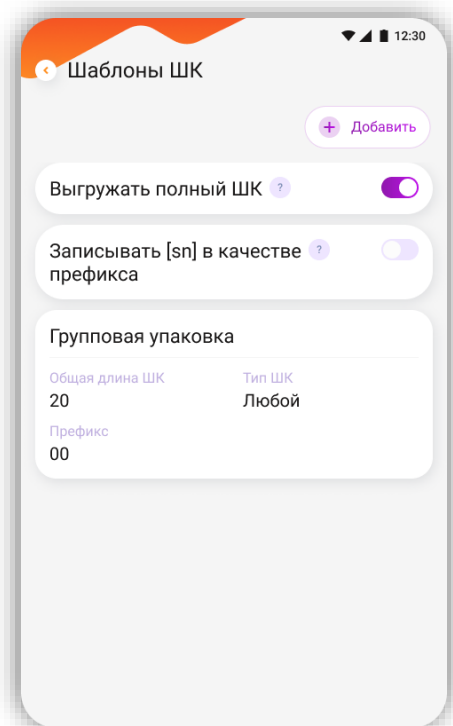 12:30
Шаблоны ШК
+ Добавить
Выгружать полный ШК ?
Записывать [sn] в качестве ?
префикса
Групповая упаковка
Общая длина ШК Тип ШК
20 Любой
Префикс
00